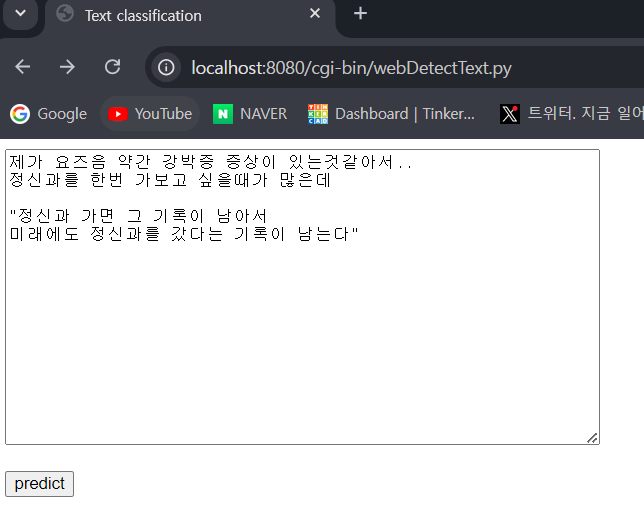 Text classification
localhost:8080/cgi-bin/webDetectText.py
Google YouTube NAVER Dashboard | Tinker... 트위터. 지금 일어
제가 요즈음 약간 강박증 증상이 있는것같아서..
정신과를 한번 가보고 싶을때가 많은데
"정신과 가면 그 기록이 남아서
미래에도 정신과를 갔다는 기록이 남는다"
predict